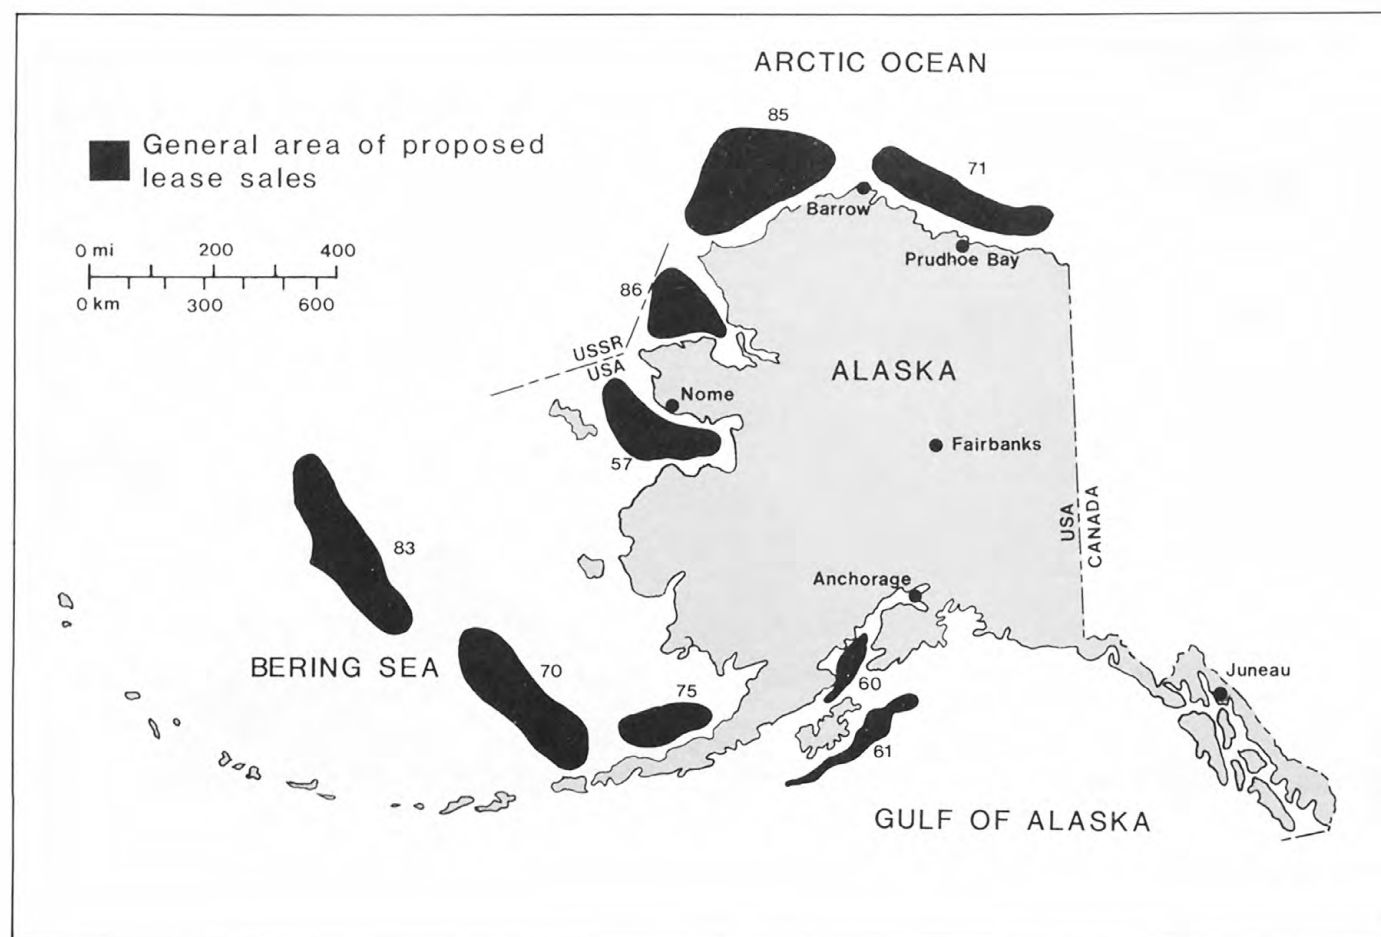 ARCTIC OCEAN
85
General area of proposed
lease sales
71
Barrow
0 mi 200 400
Prudhoe Bay
0 km 300 600
86
USSR
USA
ALASKA
Nome
Fairbanks
57
USA
CANADA
83
Anchorage
BERING SEA
70
75
60
Juneau
61
GULF OF ALASKA